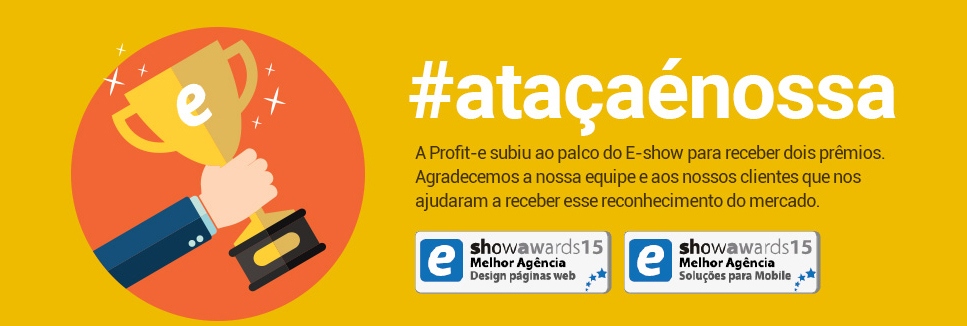 e
#ataçaénossa
A Profit-e subiu ao palco do E-show para receber dois prêmios.
Agradecemos a nossa equipe e aos nossos clientes que nos
ajudaram a receber esse reconhecimento do mercado.
e showawards15
Melhor Agência
Design páginas web
e showawards15
Melhor Agência
Soluções para Mobile